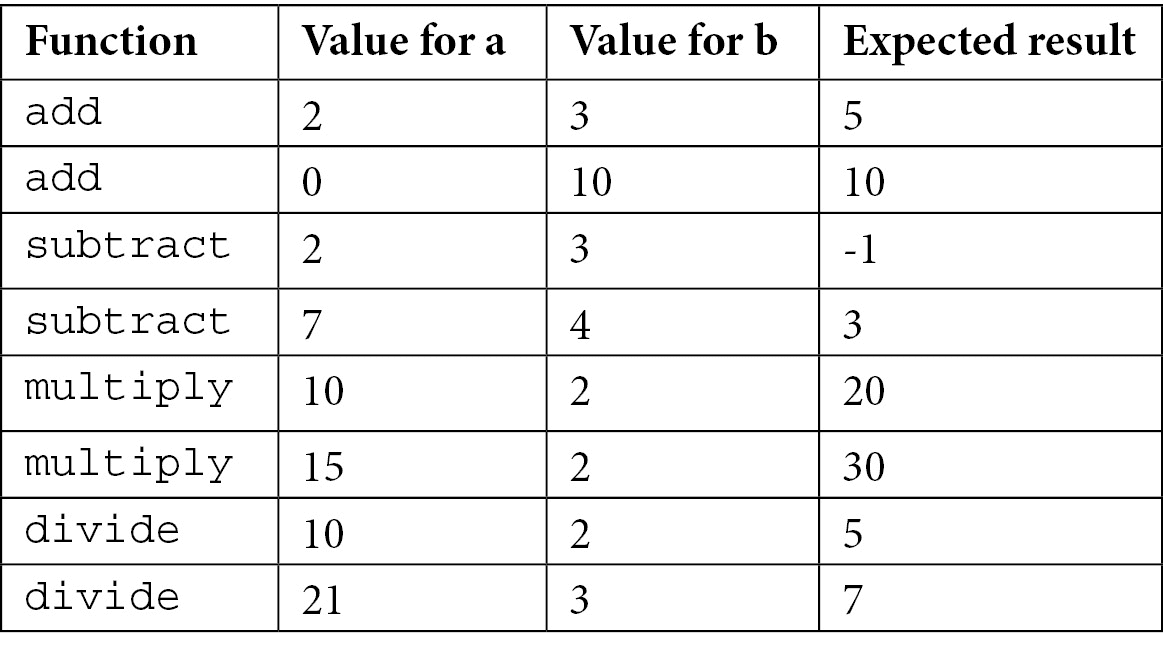 Function Value for a Value for b Expected result
add 2 3 5
add 0 10 10
subtract 2 3 -1
subtract 7 4 3
multiply 10 2 20
multiply 15 2 30
divide 10 2 5
divide 21 3 7